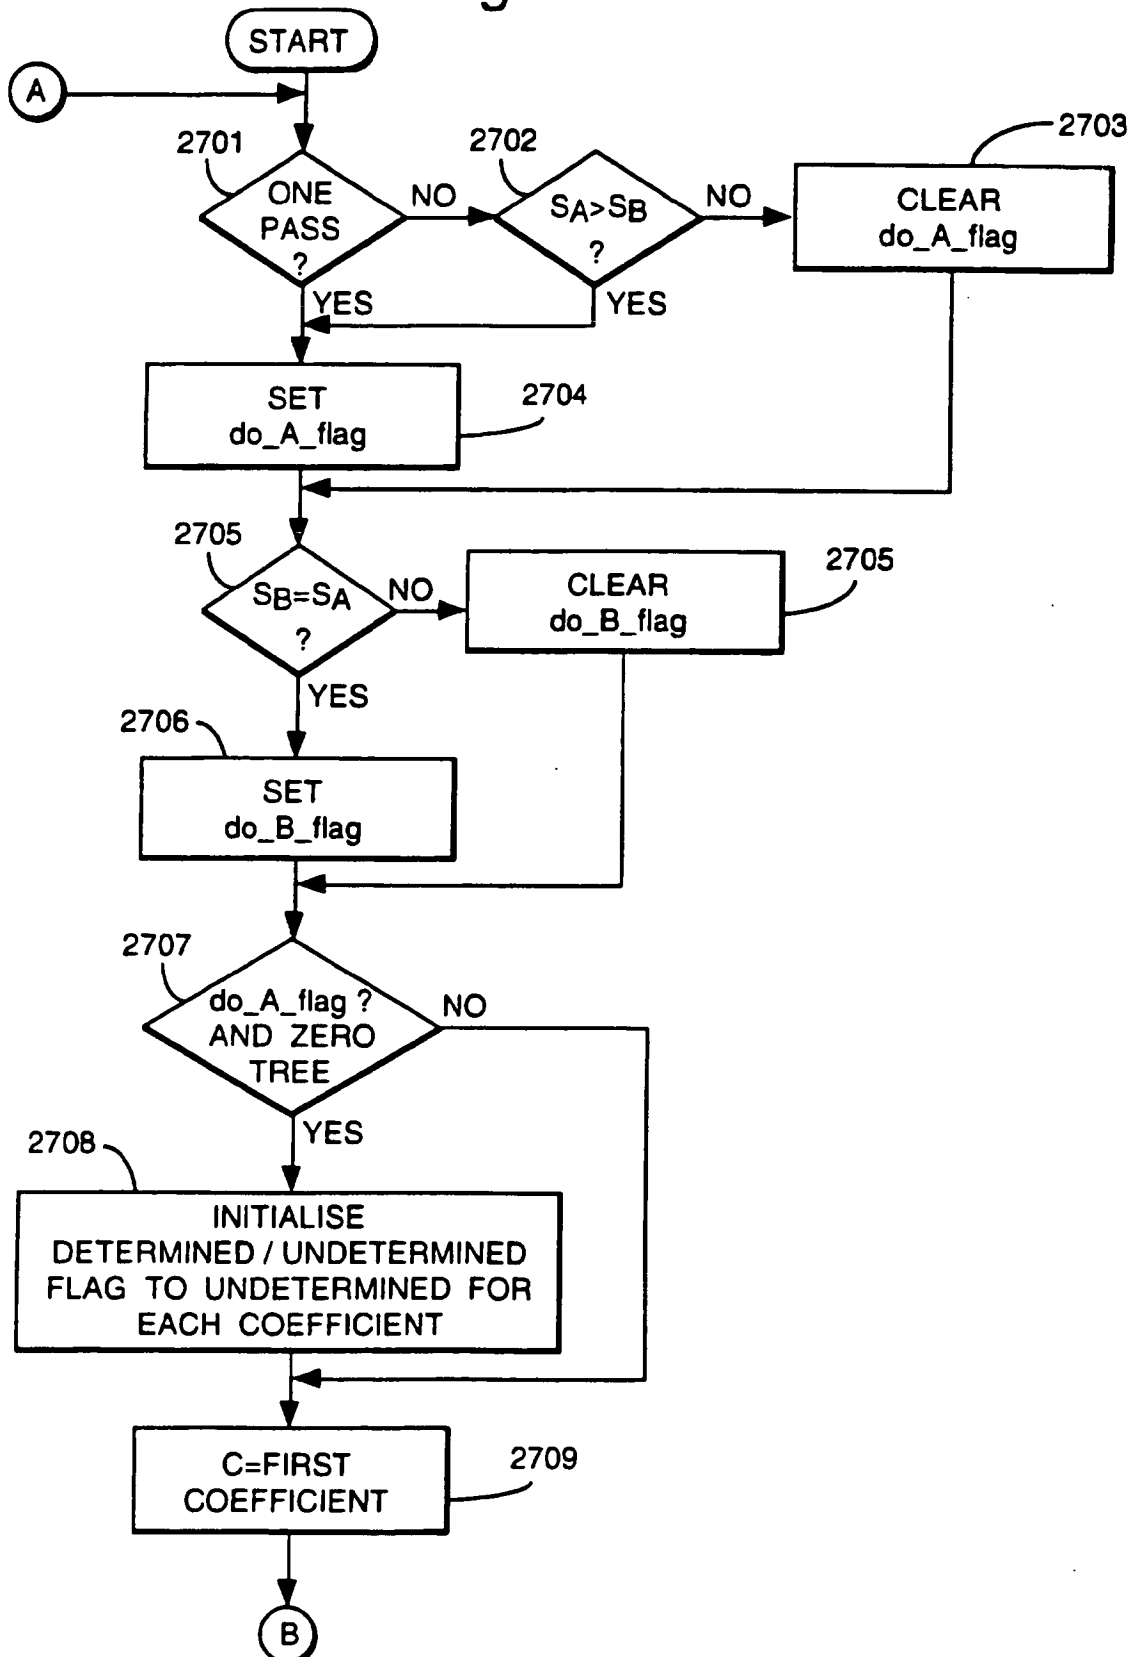 START
A
2701
2702
2703
ONE
PASS
?
NO
SA>SB
?
NO
CLEAR
do_A_flag
YES
YES
SET
do_A_flag
2704
2705
SB=SA
?
NO
CLEAR
do_B_flag
2705
YES
2706
SET
do_B_flag
2707
do_A_flag ?
AND ZERO
TREE
NO
YES
2708
INITIALISE
DETERMINED / UNDETERMINED
FLAG TO UNDETERMINED FOR
EACH COEFFICIENT
C=FIRST
COEFFICIENT
2709
B